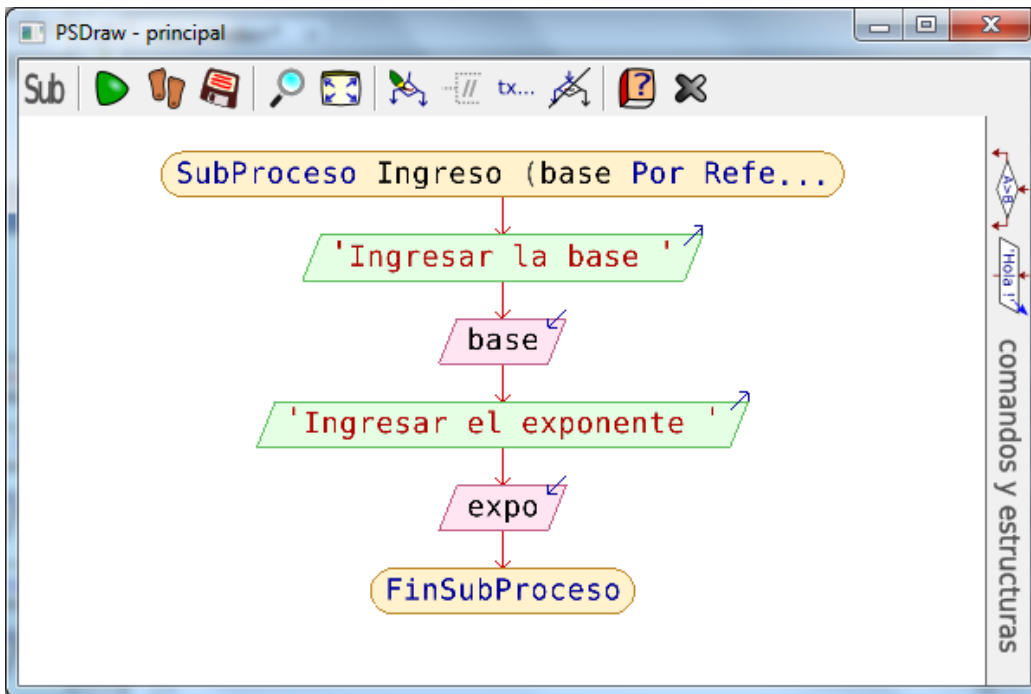 PSDraw - principal
Sub tx...
SubProceso Ingreso (base Por Refe...
'Ingresar la base '
base
'Ingresar el exponente '
expo
FinSubProceso
A>B
'Hola !'
comandos y estructuras